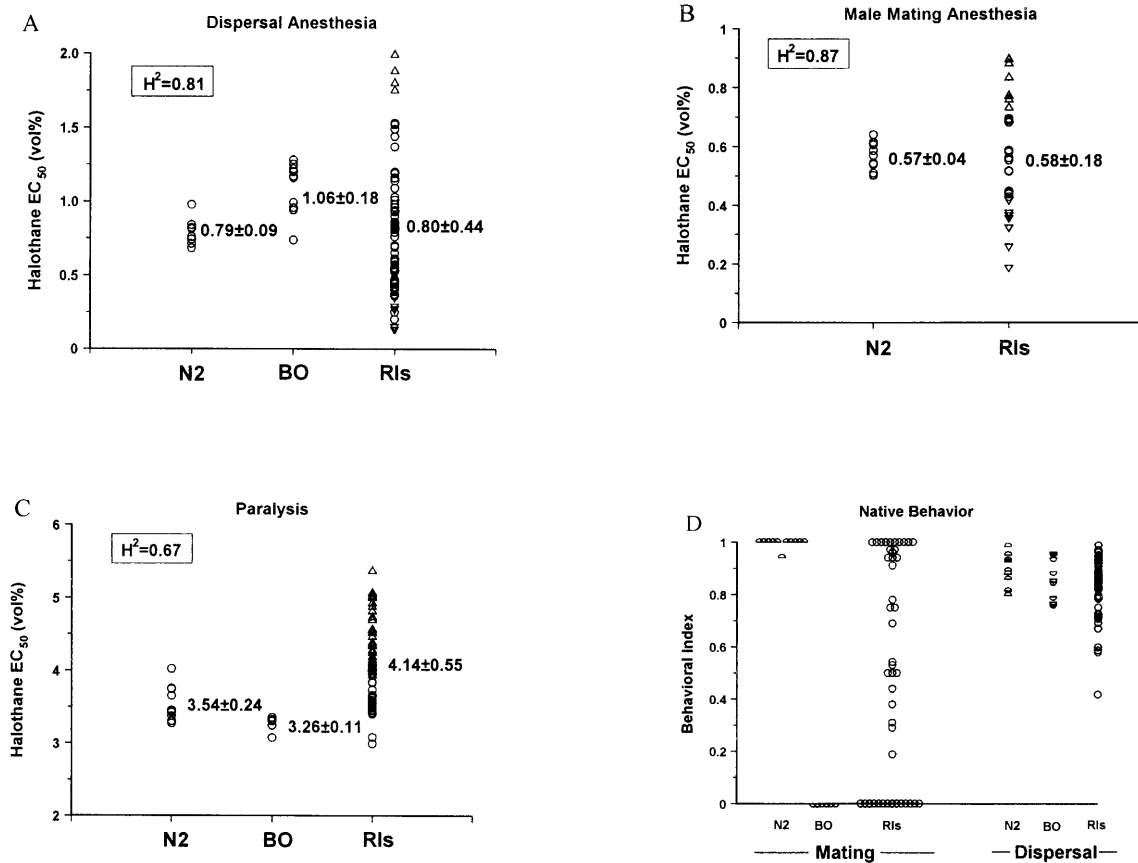 A
Dispersal Anesthesia
Halothane EC50 (vol%)
2.0
1.5
1.0
0.5
0
H²=0.81
0.79±0.09
1.06±0.18
0.80±0.44
N2
BO
RIs
B
Male Mating Anesthesia
Halothane EC50 (vol%)
1
0.8
0.6
0.4
0.2
0
H²=0.87
0.57±0.04
0.58±0.18
N2
RIs
C
Paralysis
Halothane EC50 (vol%)
6
5
4
3
2
H²=0.67
3.54±0.24
3.26±0.11
4.14±0.55
N2
BO
RIs
D
Native Behavior
Behavioral Index
1
0.8
0.6
0.4
0.2
0
N2
BO
RIs
N2
BO
RIs
Mating
Dispersal